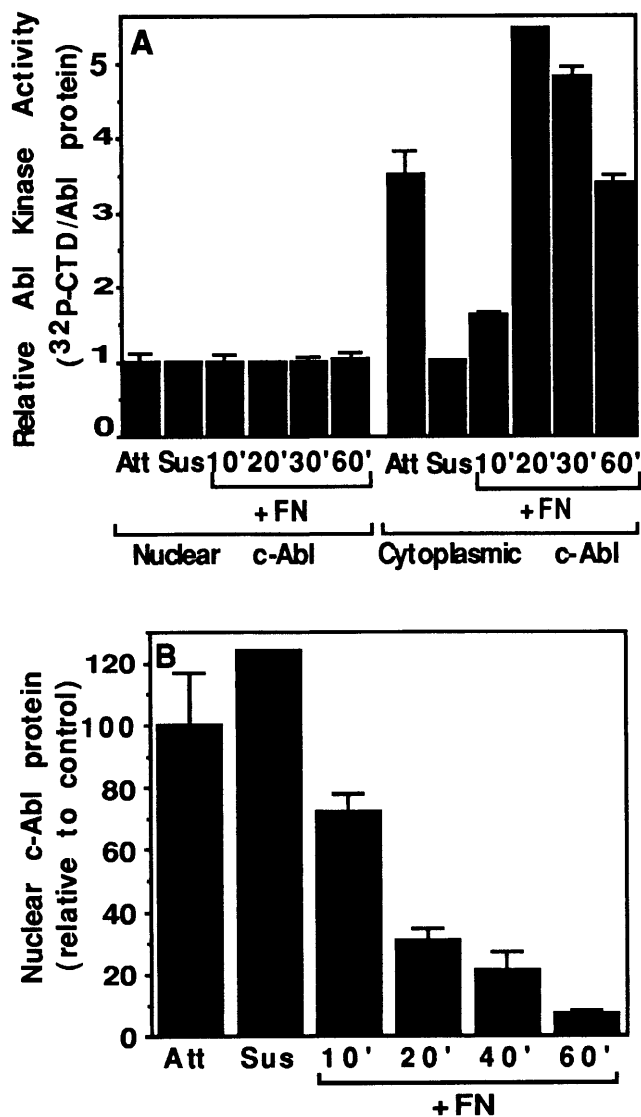 A
Relative Abl Kinase Activity
(32P-CTD/Abl protein)
5
4
3
2
1
0
Att Sus 10' 20' 30' 60' Att Sus 10' 20' 30' 60'
+ FN + FN
Nuclear c-Abl Cytoplasmic c-Abl
B
Nuclear c-Abl protein
(relative to control)
120
100
80
60
40
20
0
Att Sus 10' 20' 40' 60'
+ FN